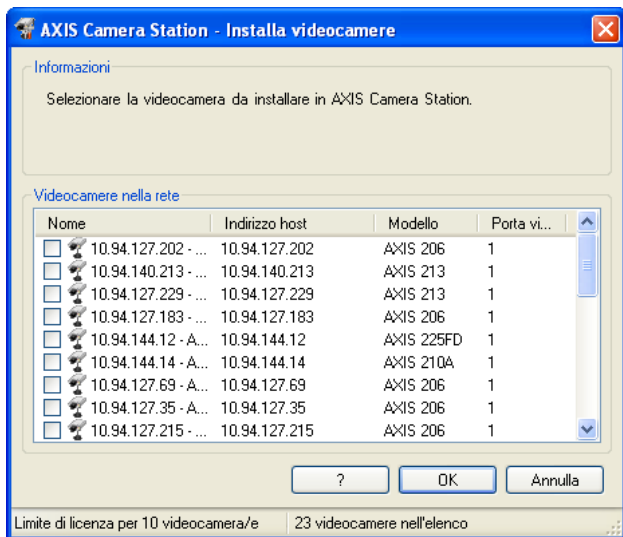 AXIS Camera Station - Installa videocamere
Informazioni
Selezionare la videocamera da installare in AXIS Camera Station.
Videocamere nella rete
Nome Indirizzo host Modello Porta vi...
10.94.127.202 - ... 10.94.127.202 AXIS 206 1
10.94.140.213 - ... 10.94.140.213 AXIS 213 1
10.94.127.229 - ... 10.94.127.229 AXIS 213 1
10.94.127.183 - ... 10.94.127.183 AXIS 206 1
10.94.144.12 - A... 10.94.144.12 AXIS 225FD 1
10.94.144.14 - A... 10.94.144.14 AXIS 210A 1
10.94.127.69 - A... 10.94.127.69 AXIS 206 1
10.94.127.35 - A... 10.94.127.35 AXIS 206 1
10.94.127.215 - ... 10.94.127.215 AXIS 206 1
? OK Annulla
Limite di licenza per 10 videocamera/e 23 videocamere nell'elenco